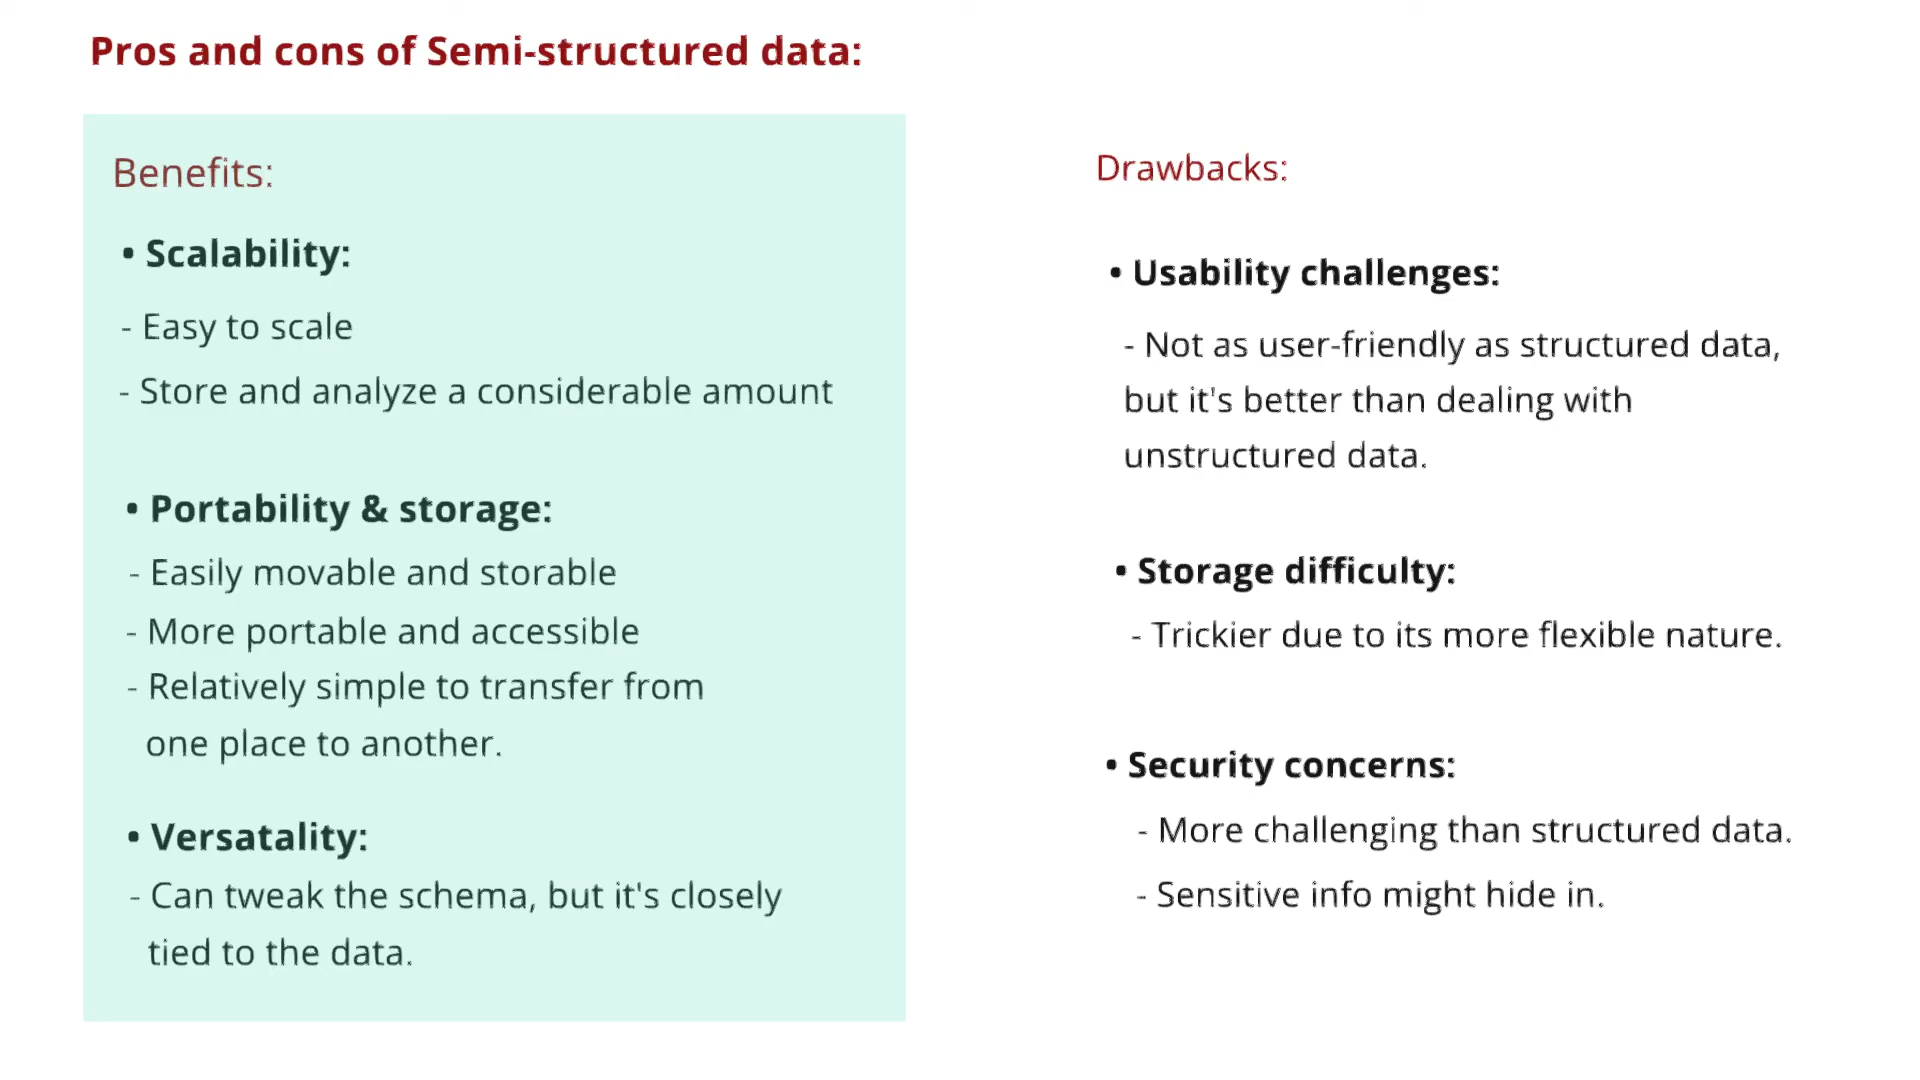 Pros and cons of Semi-structured data:
Benefits:
• Scalability:
- Easy to scale
- Store and analyze a considerable amount
• Portability & storage:
- Easily movable and storable
- More portable and accessible
- Relatively simple to transfer from
one place to another.
• Versatality:
- Can tweak the schema, but it's closely
tied to the data.
Drawbacks:
• Usability challenges:
- Not as user-friendly as structured data,
but it's better than dealing with
unstructured data.
• Storage difficulty:
- Trickier due to its more flexible nature.
• Security concerns:
- More challenging than structured data.
- Sensitive info might hide in.